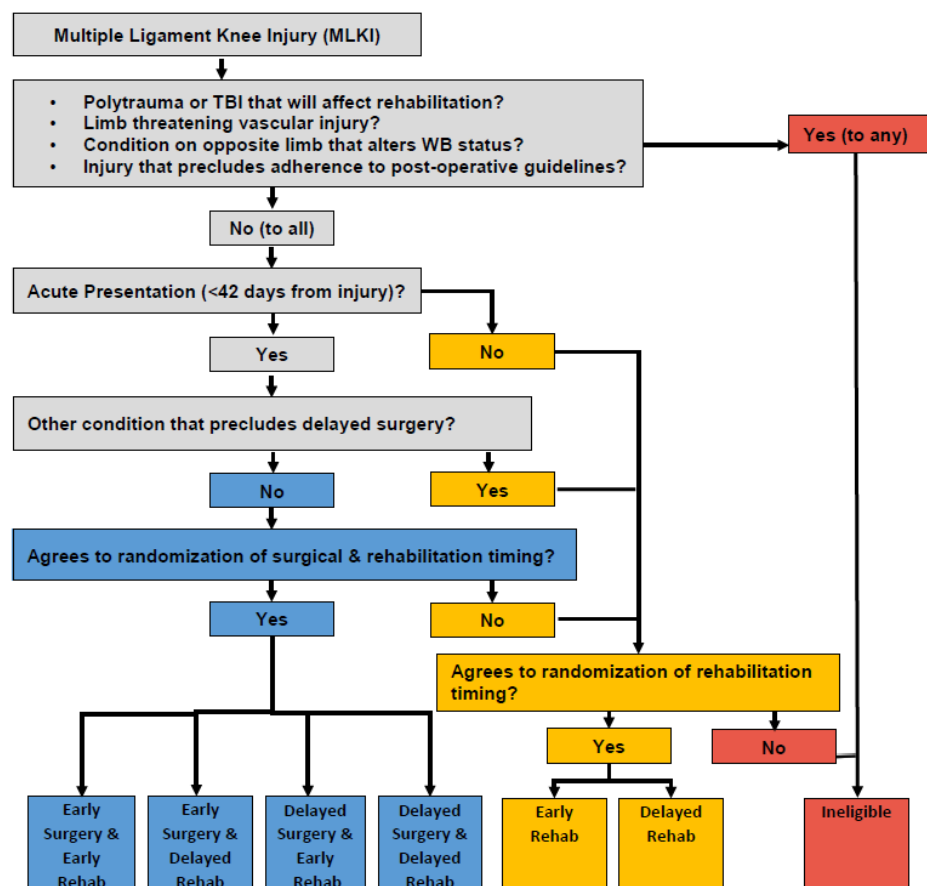 Multiple Ligament Knee Injury (MLKI)
• Polytrauma or TBI that will affect rehabilitation?
• Limb threatening vascular injury?
• Condition on opposite limb that alters WB status?
• Injury that precludes adherence to post-operative guidelines?
Yes (to any)
No (to all)
Acute Presentation (<42 days from injury)?
Yes
No
Other condition that precludes delayed surgery?
No
Yes
Agrees to randomization of surgical & rehabilitation timing?
Yes
No
Agrees to randomization of rehabilitation
timing?
Yes
No
Early
Surgery &
Early
Rehab
Early
Surgery &
Delayed
Rehab
Delayed
Surgery &
Early
Rehab
Delayed
Surgery &
Delayed
Rehab
Early
Rehab
Delayed
Rehab
Ineligible